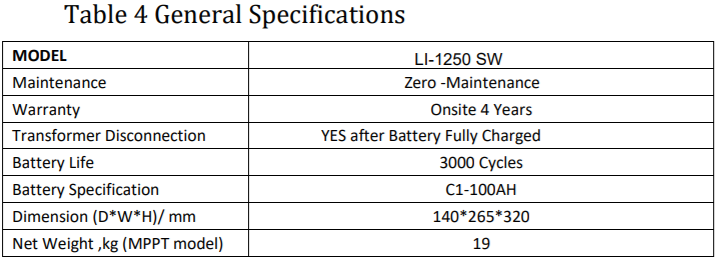 Table 4 General Specifications
MODEL LI-1250 SW
Maintenance Zero -Maintenance
Warranty Onsite 4 Years
Transformer Disconnection YES after Battery Fully Charged
Battery Life 3000 Cycles
Battery Specification C1-100AH
Dimension (D*W*H)/ mm 140*265*320
Net Weight ,kg (MPPT model) 19